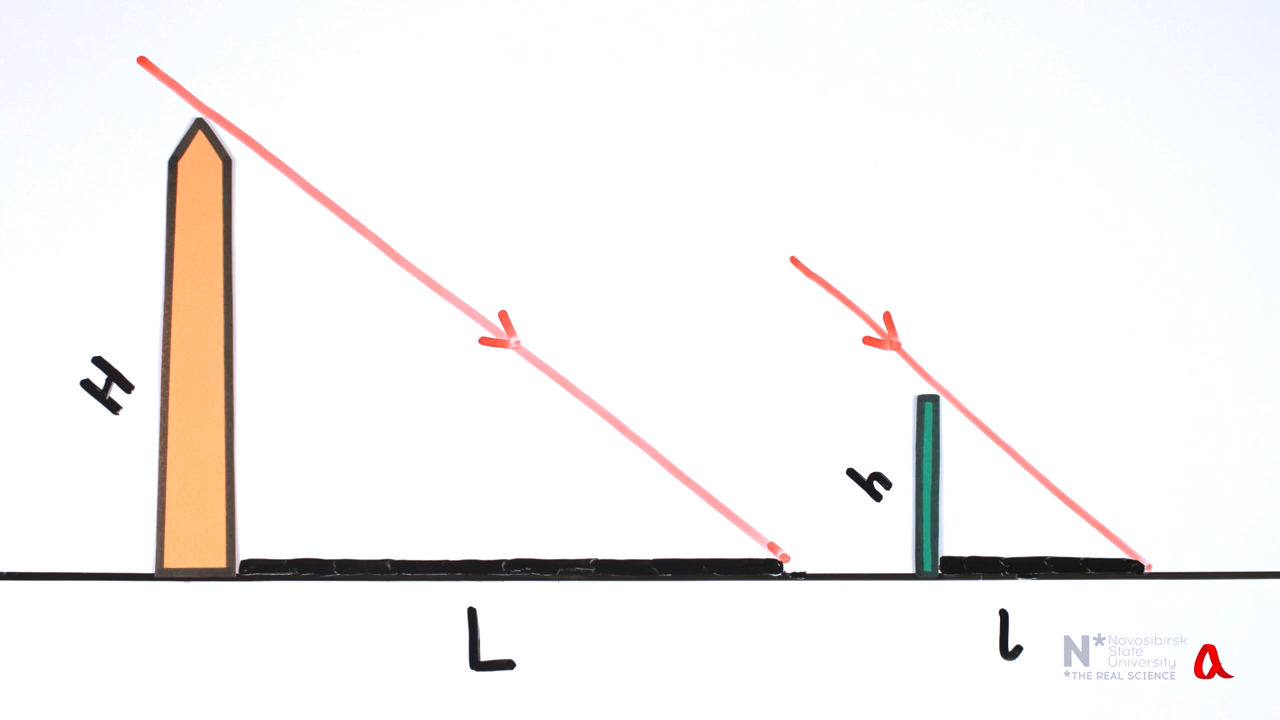 H
h
L
l
N* Novosibirsk
State
University
*THE REAL SCIENCE
a